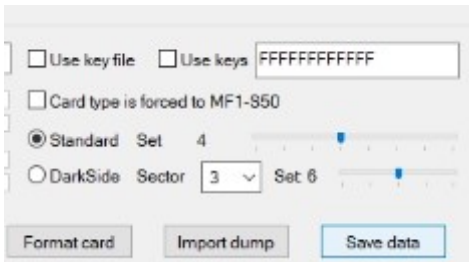 Use key file Use keys FFFFFFFFFFFF
Card type is forced to MF1-S50
Standard Set 4
DarkSide Sector 3 Set: 6
Format card Import dump Save data